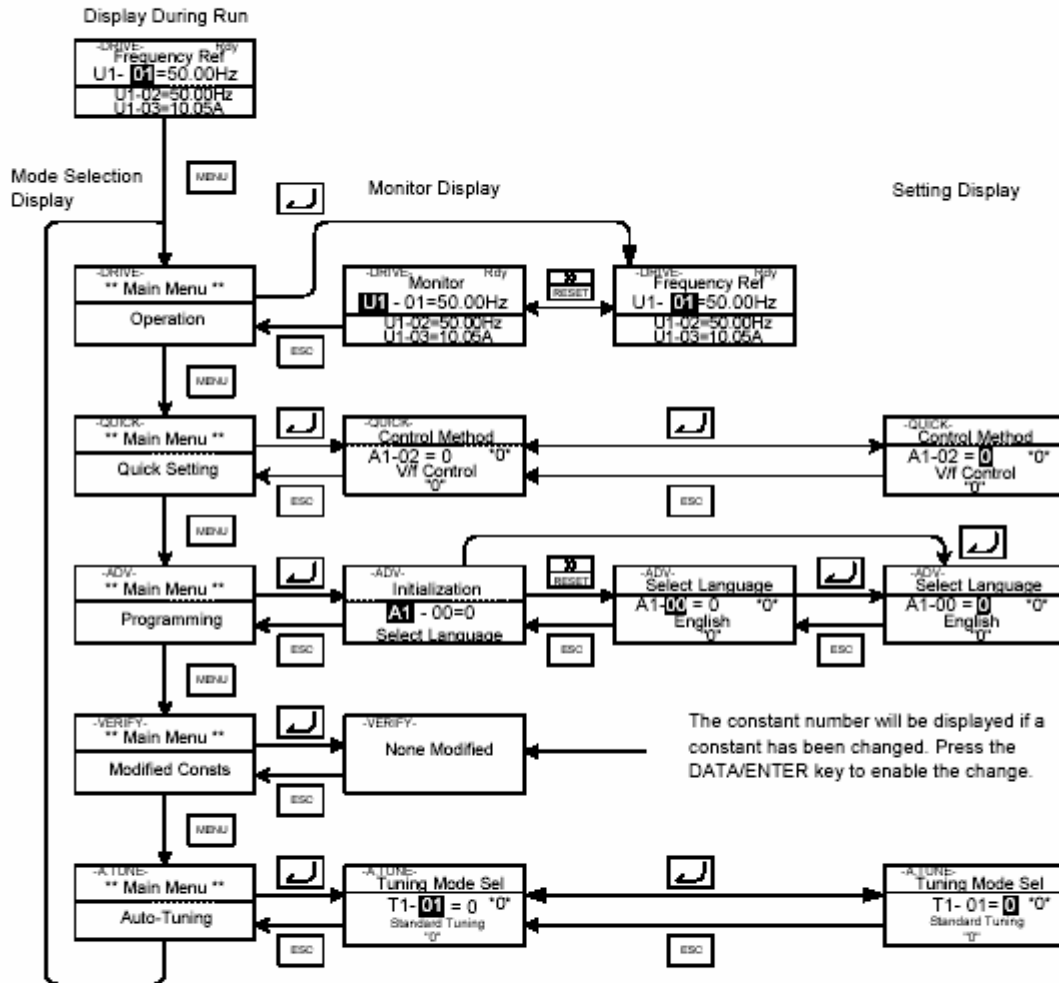 Display During Run
-DRIVE- Rdy
Frequency Ref
U1- 01=50.00Hz
U1-02=50.00Hz
U1-03=10.05A
MENU
Mode Selection
Display
Monitor Display
Setting Display
-DRIVE-
** Main Menu **
Operation
-DRIVE- Rdy
Monitor
U1 - 01=50.00Hz
U1-02=50.00Hz
U1-03=10.05A
»
RESET
-DRIVE- Rdy
Frequency Ref
U1- 01=50.00Hz
U1-02=50.00Hz
U1-03=10.05A
ESC
MENU
-QUICK-
** Main Menu **
Quick Setting
-QUICK-
Control Method
A1-02 = 0 "0"
V/f Control
"0"
-QUICK-
Control Method
A1-02 = 0 "0"
V/f Control
"0"
ESC
ESC
MENU
-ADV-
** Main Menu **
Programming
-ADV-
Initialization
A1 - 00=0
Select Language
»
RESET
-ADV-
Select Language
A1-00 = 0 "0"
English
"0"
-ADV-
Select Language
A1-00 = 0 "0"
English
"0"
ESC
ESC
ESC
MENU
-VERIFY-
** Main Menu **
Modified Consts
-VERIFY-
None Modified
The constant number will be displayed if a
constant has been changed. Press the
DATA/ENTER key to enable the change.
ESC
MENU
-A.TUNE-
** Main Menu **
Auto-Tuning
-A.TUNE-
Tuning Mode Sel
T1- 01 = 0 "0"
Standard Tuning
"0"
-A.TUNE-
Tuning Mode Sel
T1- 01= 0 "0"
Standard Tuning
"0"
ESC
ESC